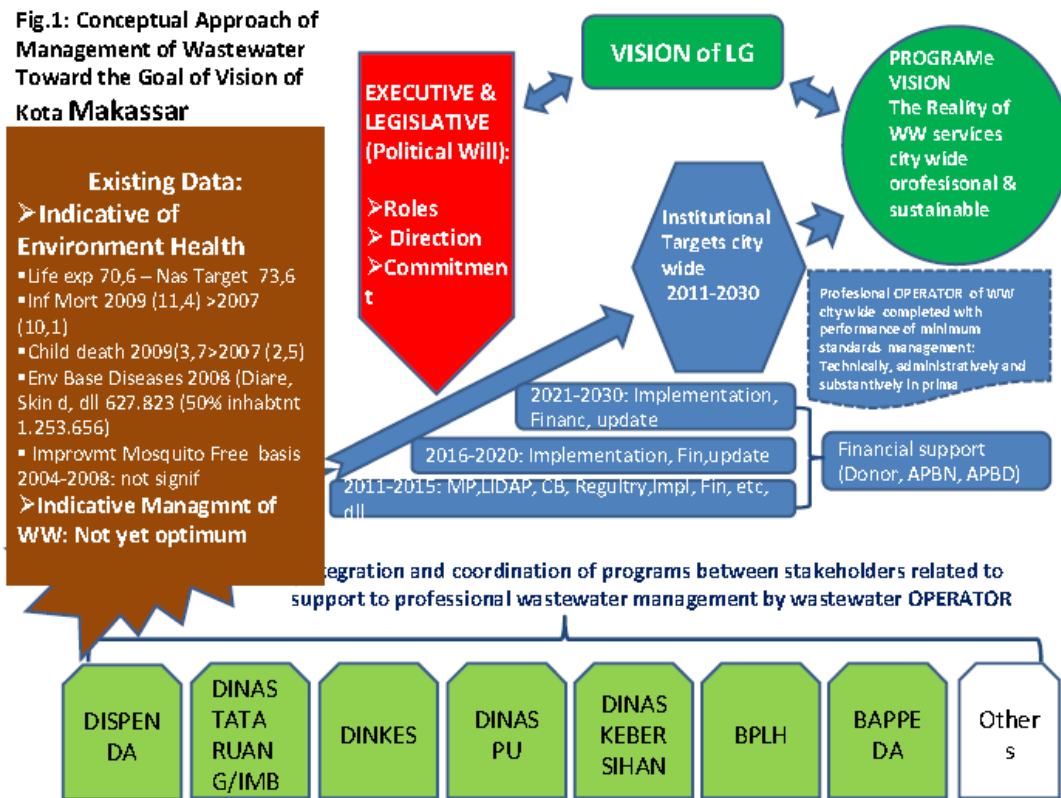 Fig.1: Conceptual Approach of
Management of Wastewater
Toward the Goal of Vision of
Kota Makassar
VISION of LG
EXECUTIVE &
LEGISLATIVE
(Political Will):
➢Roles
➢ Direction
➢Commitmen
t
PROGRAMe
VISION
The Reality of
WW services
city wide
orofesisonal &
sustainable
Existing Data:
➢Indicative of
Environment Health
▪Life exp 70,6 – Nas Target 73,6
▪Inf Mort 2009 (11,4) >2007
(10,1)
▪Child death 2009(3,7>2007 (2,5)
▪Env Base Diseases 2008 (Diare,
Skin d, dll 627.823 (50% inhabtnt
1.253.656)
▪ Improvmt Mosquito Free basis
2004-2008: not signif
➢Indicative Managmnt of
WW: Not yet optimum
Institutional
Targets city
wide
2011-2030
Profesional OPERATOR of WW
city wide completed with
performance of minimum
standards management:
Technically, administratively and
substantively in prima
2021-2030: Implementation,
Financ, update
2016-2020: Implementation, Fin,update
2011-2015: MP,LIDAP, CB, Regultry,Impl, Fin, etc,
dll
Financial support
(Donor, APBN, APBD)
tegration and coordination of programs between stakeholders related to
support to professional wastewater management by wastewater OPERATOR
DISPEN
DA
DINAS
TATA
RUAN
G/IMB
DINKES
DINAS
PU
DINAS
KEBER
SIHAN
BPLH
BAPPE
DA
Other
s